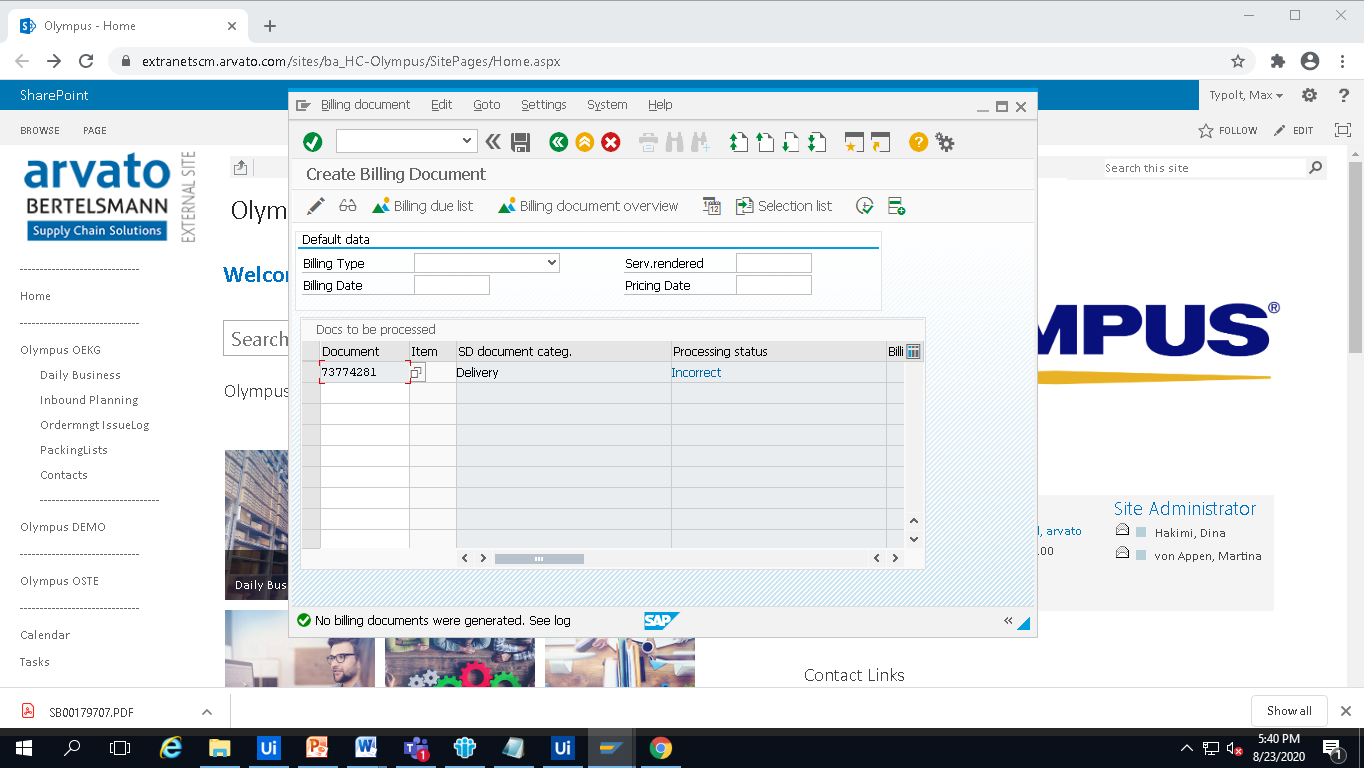 Olympus - Home
extranetscm.arvato.com/sites/ba_HC-Olympus/SitePages/Home.aspx
SharePoint
Typolt, Max
BROWSE PAGE
FOLLOW EDIT
Billing document Edit Goto Settings System Help
Create Billing Document
Billing due list Billing document overview Selection list
Default data
Billing Type Serv.rendered
Billing Date Pricing Date
Docs to be processed
Document Item SD document categ. Processing status Billi
73774281 Delivery Incorrect
No billing documents were generated. See log
SAP
arvato
BERTELSMANN
Supply Chain Solutions
EXTERNAL SITE
Search this site
Olym
Welco
Search
Olympus
MPUS®
-----------------------------
Home
-----------------------------
Olympus OEKG
Daily Business
Inbound Planning
Ordermngt IssueLog
PackingLists
Contacts
-----------------------------
Olympus DEMO
-----------------------------
Olympus OSTE
-----------------------------
Calendar
Tasks
Daily Bus
l, arvato
.00
Site Administrator
Hakimi, Dina
von Appen, Martina
Contact Links
SB00179707.PDF
Show all
Ui
Ui
1
5:40 PM
8/23/2020
1